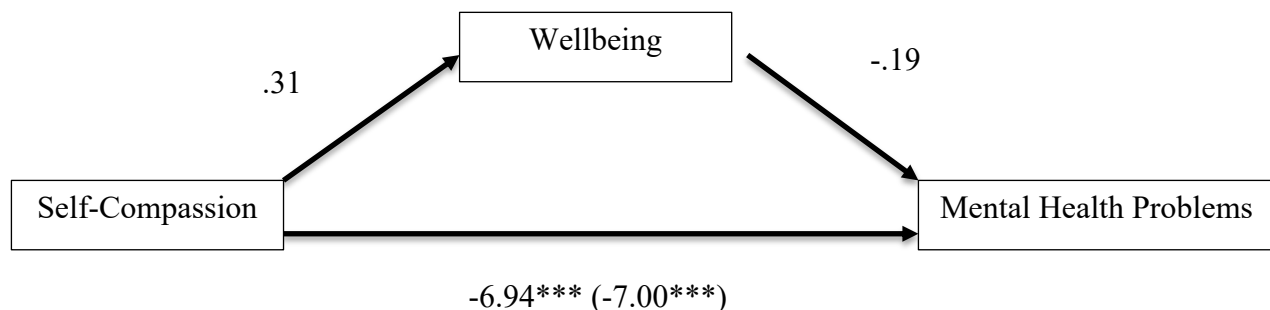 Wellbeing
.31
-.19
Self-Compassion
Mental Health Problems
-6.94*** (-7.00***)